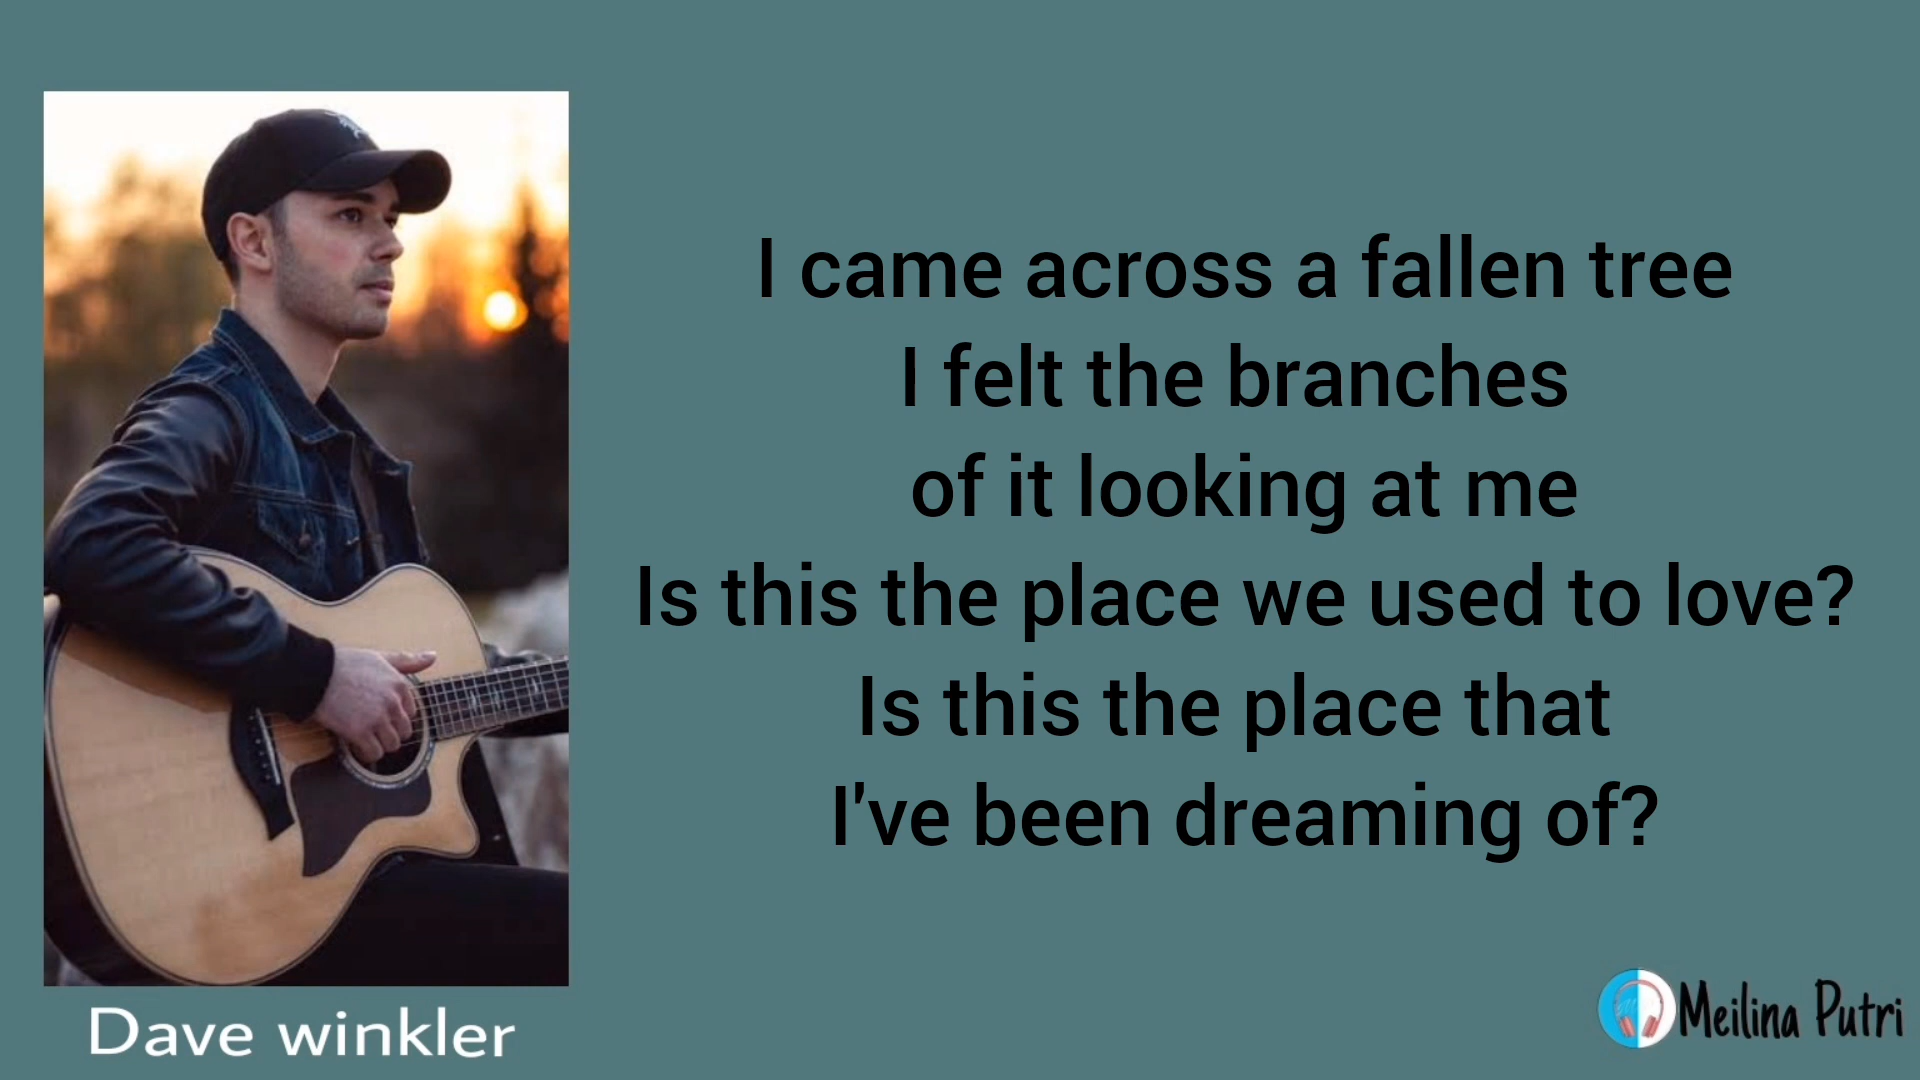 I came across a fallen tree
I felt the branches
of it looking at me
Is this the place we used to love?
Is this the place that
I've been dreaming of?
Dave winkler
Meilina Putri